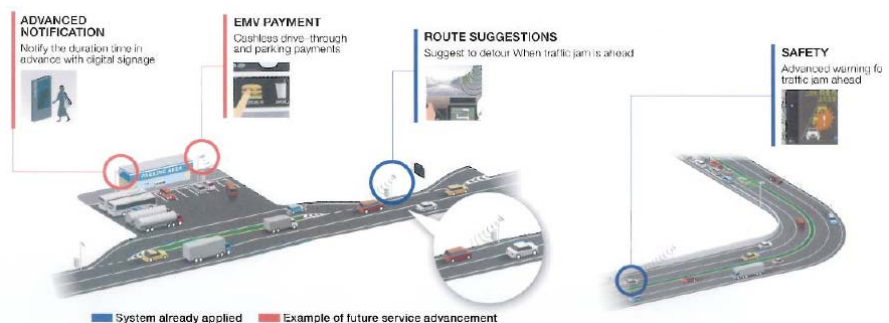 ADVANCED
NOTIFICATION
Notify the duration time in
advance with digital signage
EMV PAYMENT
Cashless drive-through
and parking payments
ROUTE SUGGESTIONS
Suggest to detour When traffic jam is ahead
SAFETY
Advanced warning fo
traffic jam ahead
PARKING AREA
System already applied
Example of future service advancement